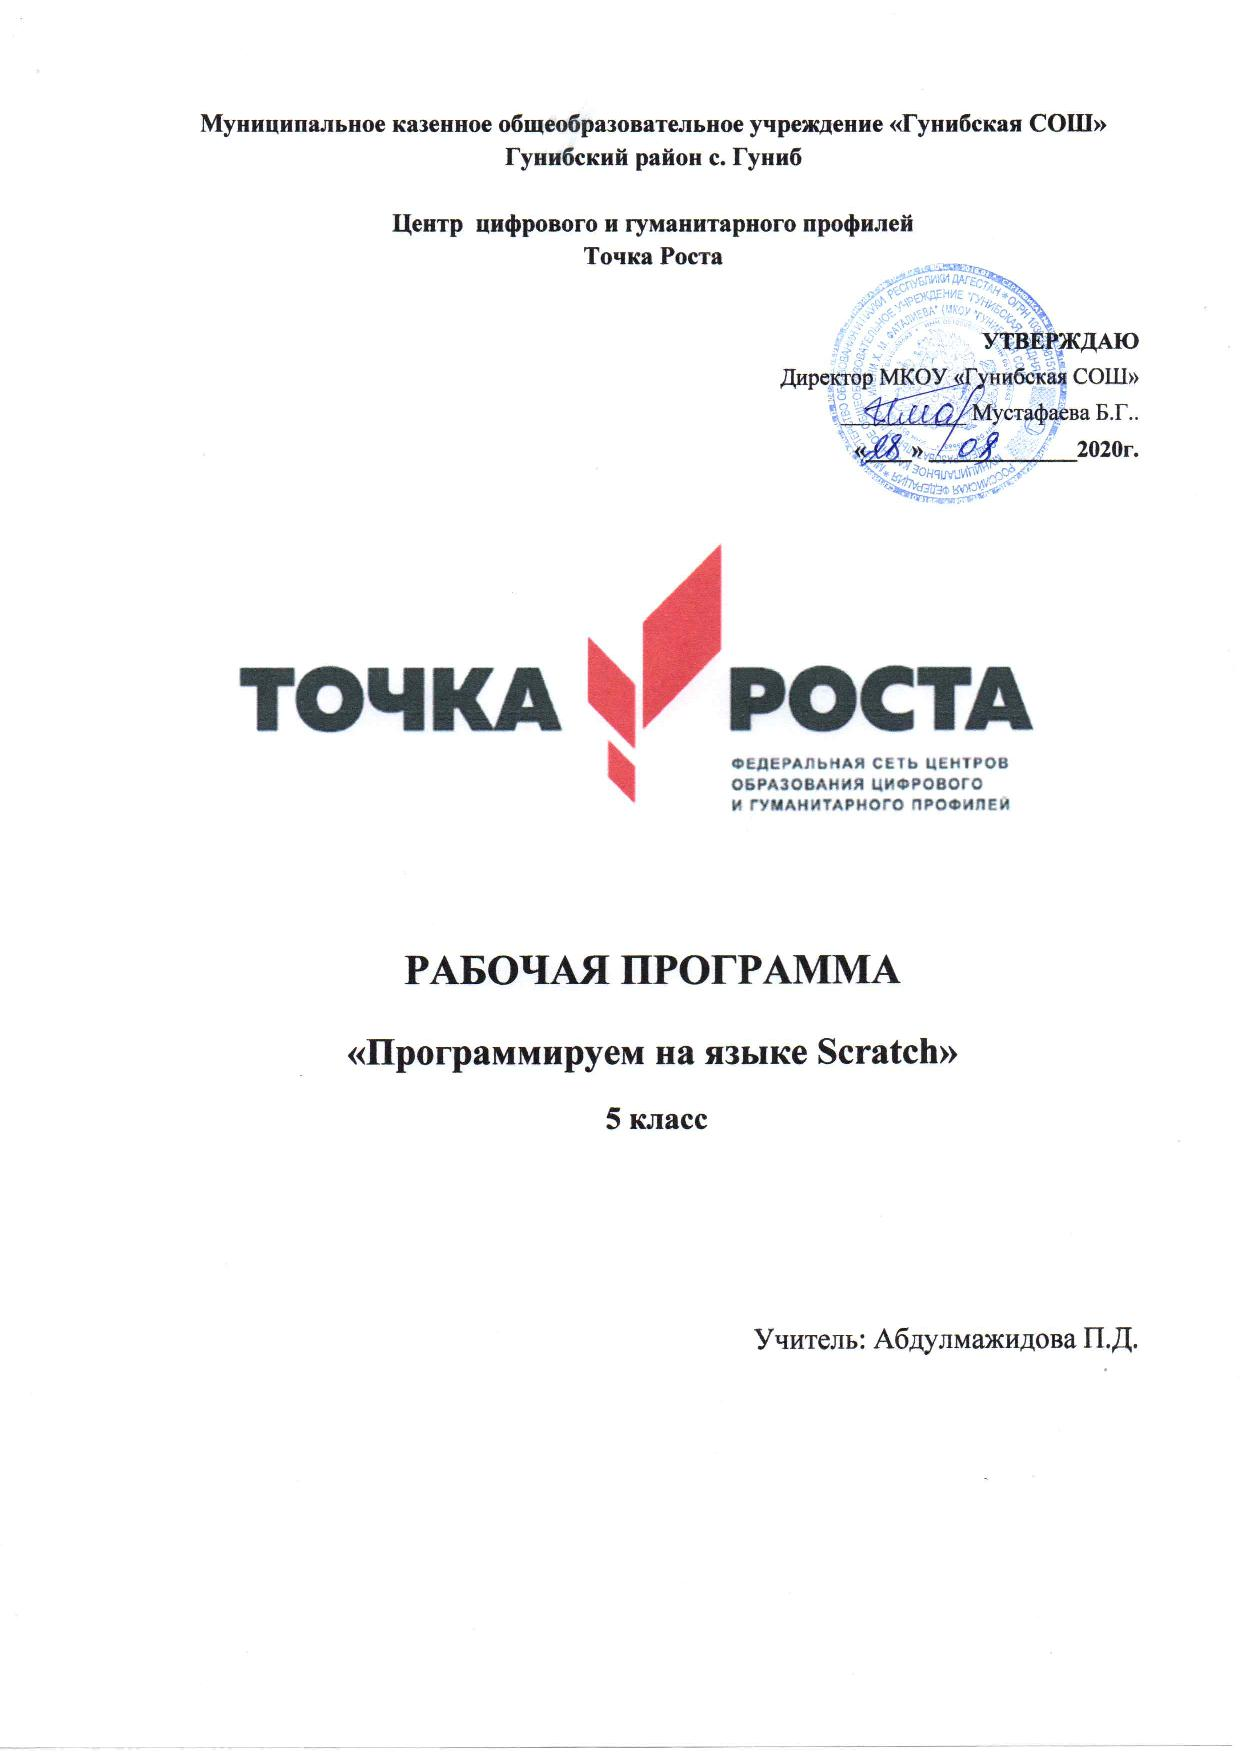 Муниципальное казенное общеобразовательное учреждение «Гунибская СОШ»
Гунибский район с. Гуниб
Центр цифрового и гуманитарного профилей
Точка Роста
УТВЕРЖДАЮ
Директор МКОУ «Гунибская СОШ»
Мустафаева Б.Г..
«28» 08 2020г.
ТОЧКА РОСТА
ФЕДЕРАЛЬНАЯ СЕТЬ ЦЕНТРОВ
ОБРАЗОВАНИЯ ЦИФРОВОГО
И ГУМАНИТАРНОГО ПРОФИЛЕЙ
РАБОЧАЯ ПРОГРАММА
«Программируем на языке Scratch»
5 класс
Учитель: Абдулмажидова П.Д.